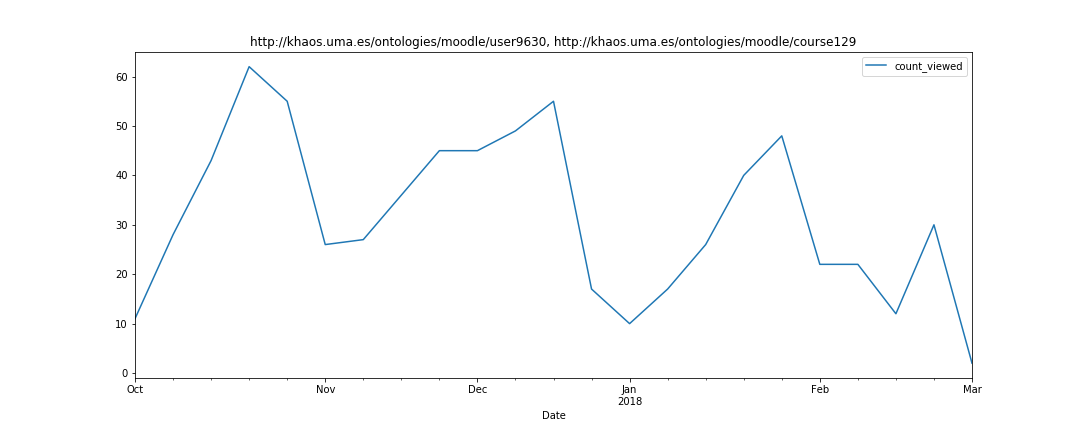 http://khaos.uma.es/ontologies/moodle/user9630, http://khaos.uma.es/ontologies/moodle/course129
count_viewed
60
50
40
30
20
10
0
Oct Nov Dec Jan Feb Mar
2018
Date